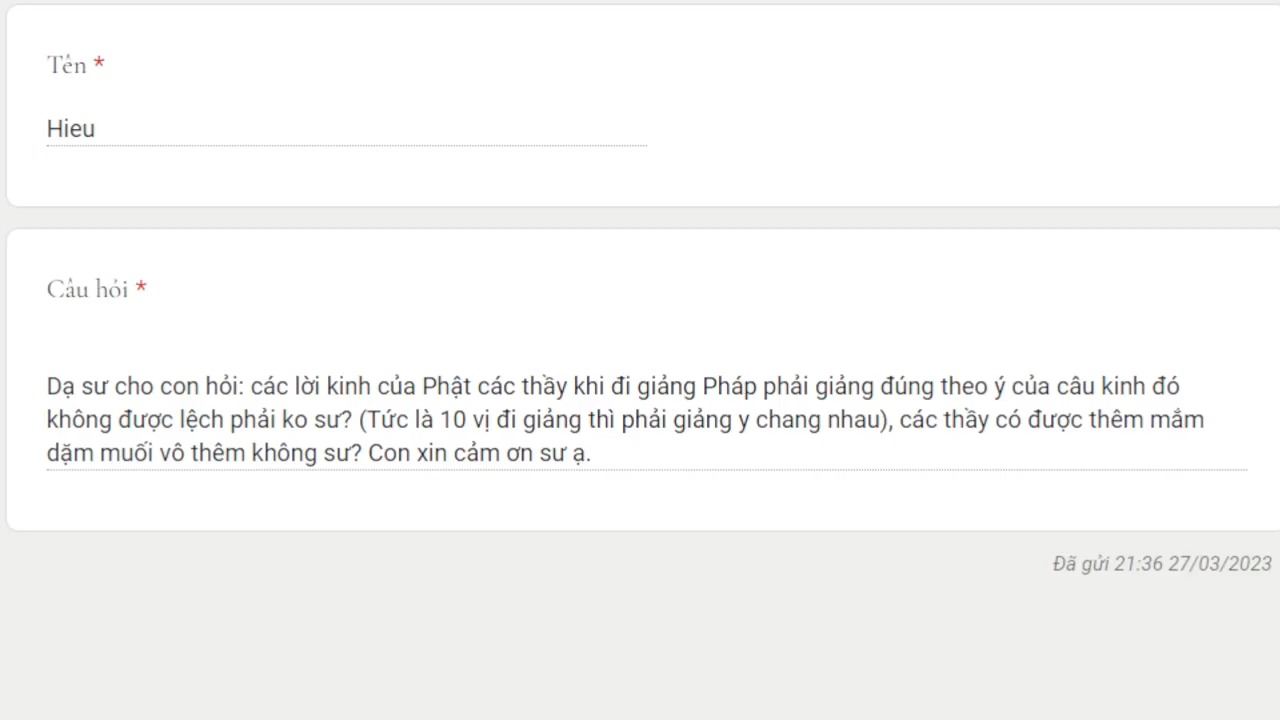 Tên *
Hieu
Câu hỏi *
Dạ sư cho con hỏi: các lời kinh của Phật các thầy khi đi giảng Pháp phải giảng đúng theo ý của câu kinh đó
không được lệch phải ko sư? (Tức là 10 vị đi giảng thì phải giảng y chang nhau), các thầy có được thêm mắm
dặm muối vô thêm không sư? Con xin cảm ơn sư ạ.
Đã gửi 21:36 27/03/2023